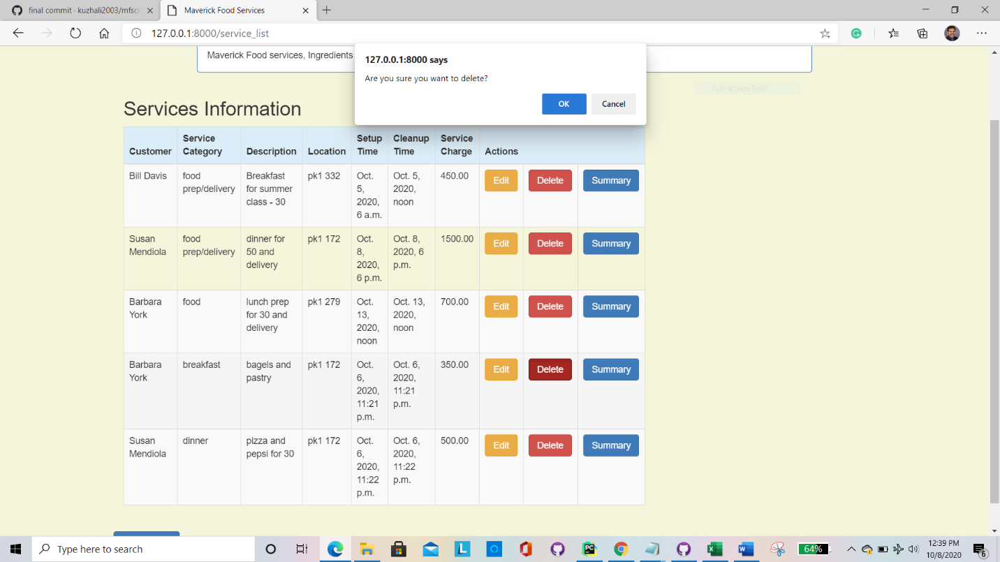 final commit - kuzhali2003/mfscr
Maverick Food Services
127.0.0.1:8000/service_list
Maverick Food services, Ingredients
127.0.0.1:8000 says
Are you sure you want to delete?
OK Cancel
Full-screen Snip
Services Information
Customer Service Category Description Location Setup Time Cleanup Time Service Charge Actions
Bill Davis food prep/delivery Breakfast for summer class - 30 pk1 332 Oct. 5, 2020, 6 a.m. Oct. 5, 2020, noon 450.00 Edit Delete Summary
Susan Mendiola food prep/delivery dinner for 50 and delivery pk1 172 Oct. 8, 2020, 6 p.m. Oct. 8, 2020, 6 p.m. 1500.00 Edit Delete Summary
Barbara York food lunch prep for 30 and delivery pk1 279 Oct. 13, 2020, noon Oct. 13, 2020, noon 700.00 Edit Delete Summary
Barbara York breakfast bagels and pastry pk1 172 Oct. 6, 2020, 11:21 p.m. Oct. 6, 2020, 11:21 p.m. 350.00 Edit Delete Summary
Susan Mendiola dinner pizza and pepsi for 30 pk1 172 Oct. 6, 2020, 11:22 p.m. Oct. 6, 2020, 11:22 p.m. 500.00 Edit Delete Summary
Type here to search
64%
12:39 PM
10/8/2020
6